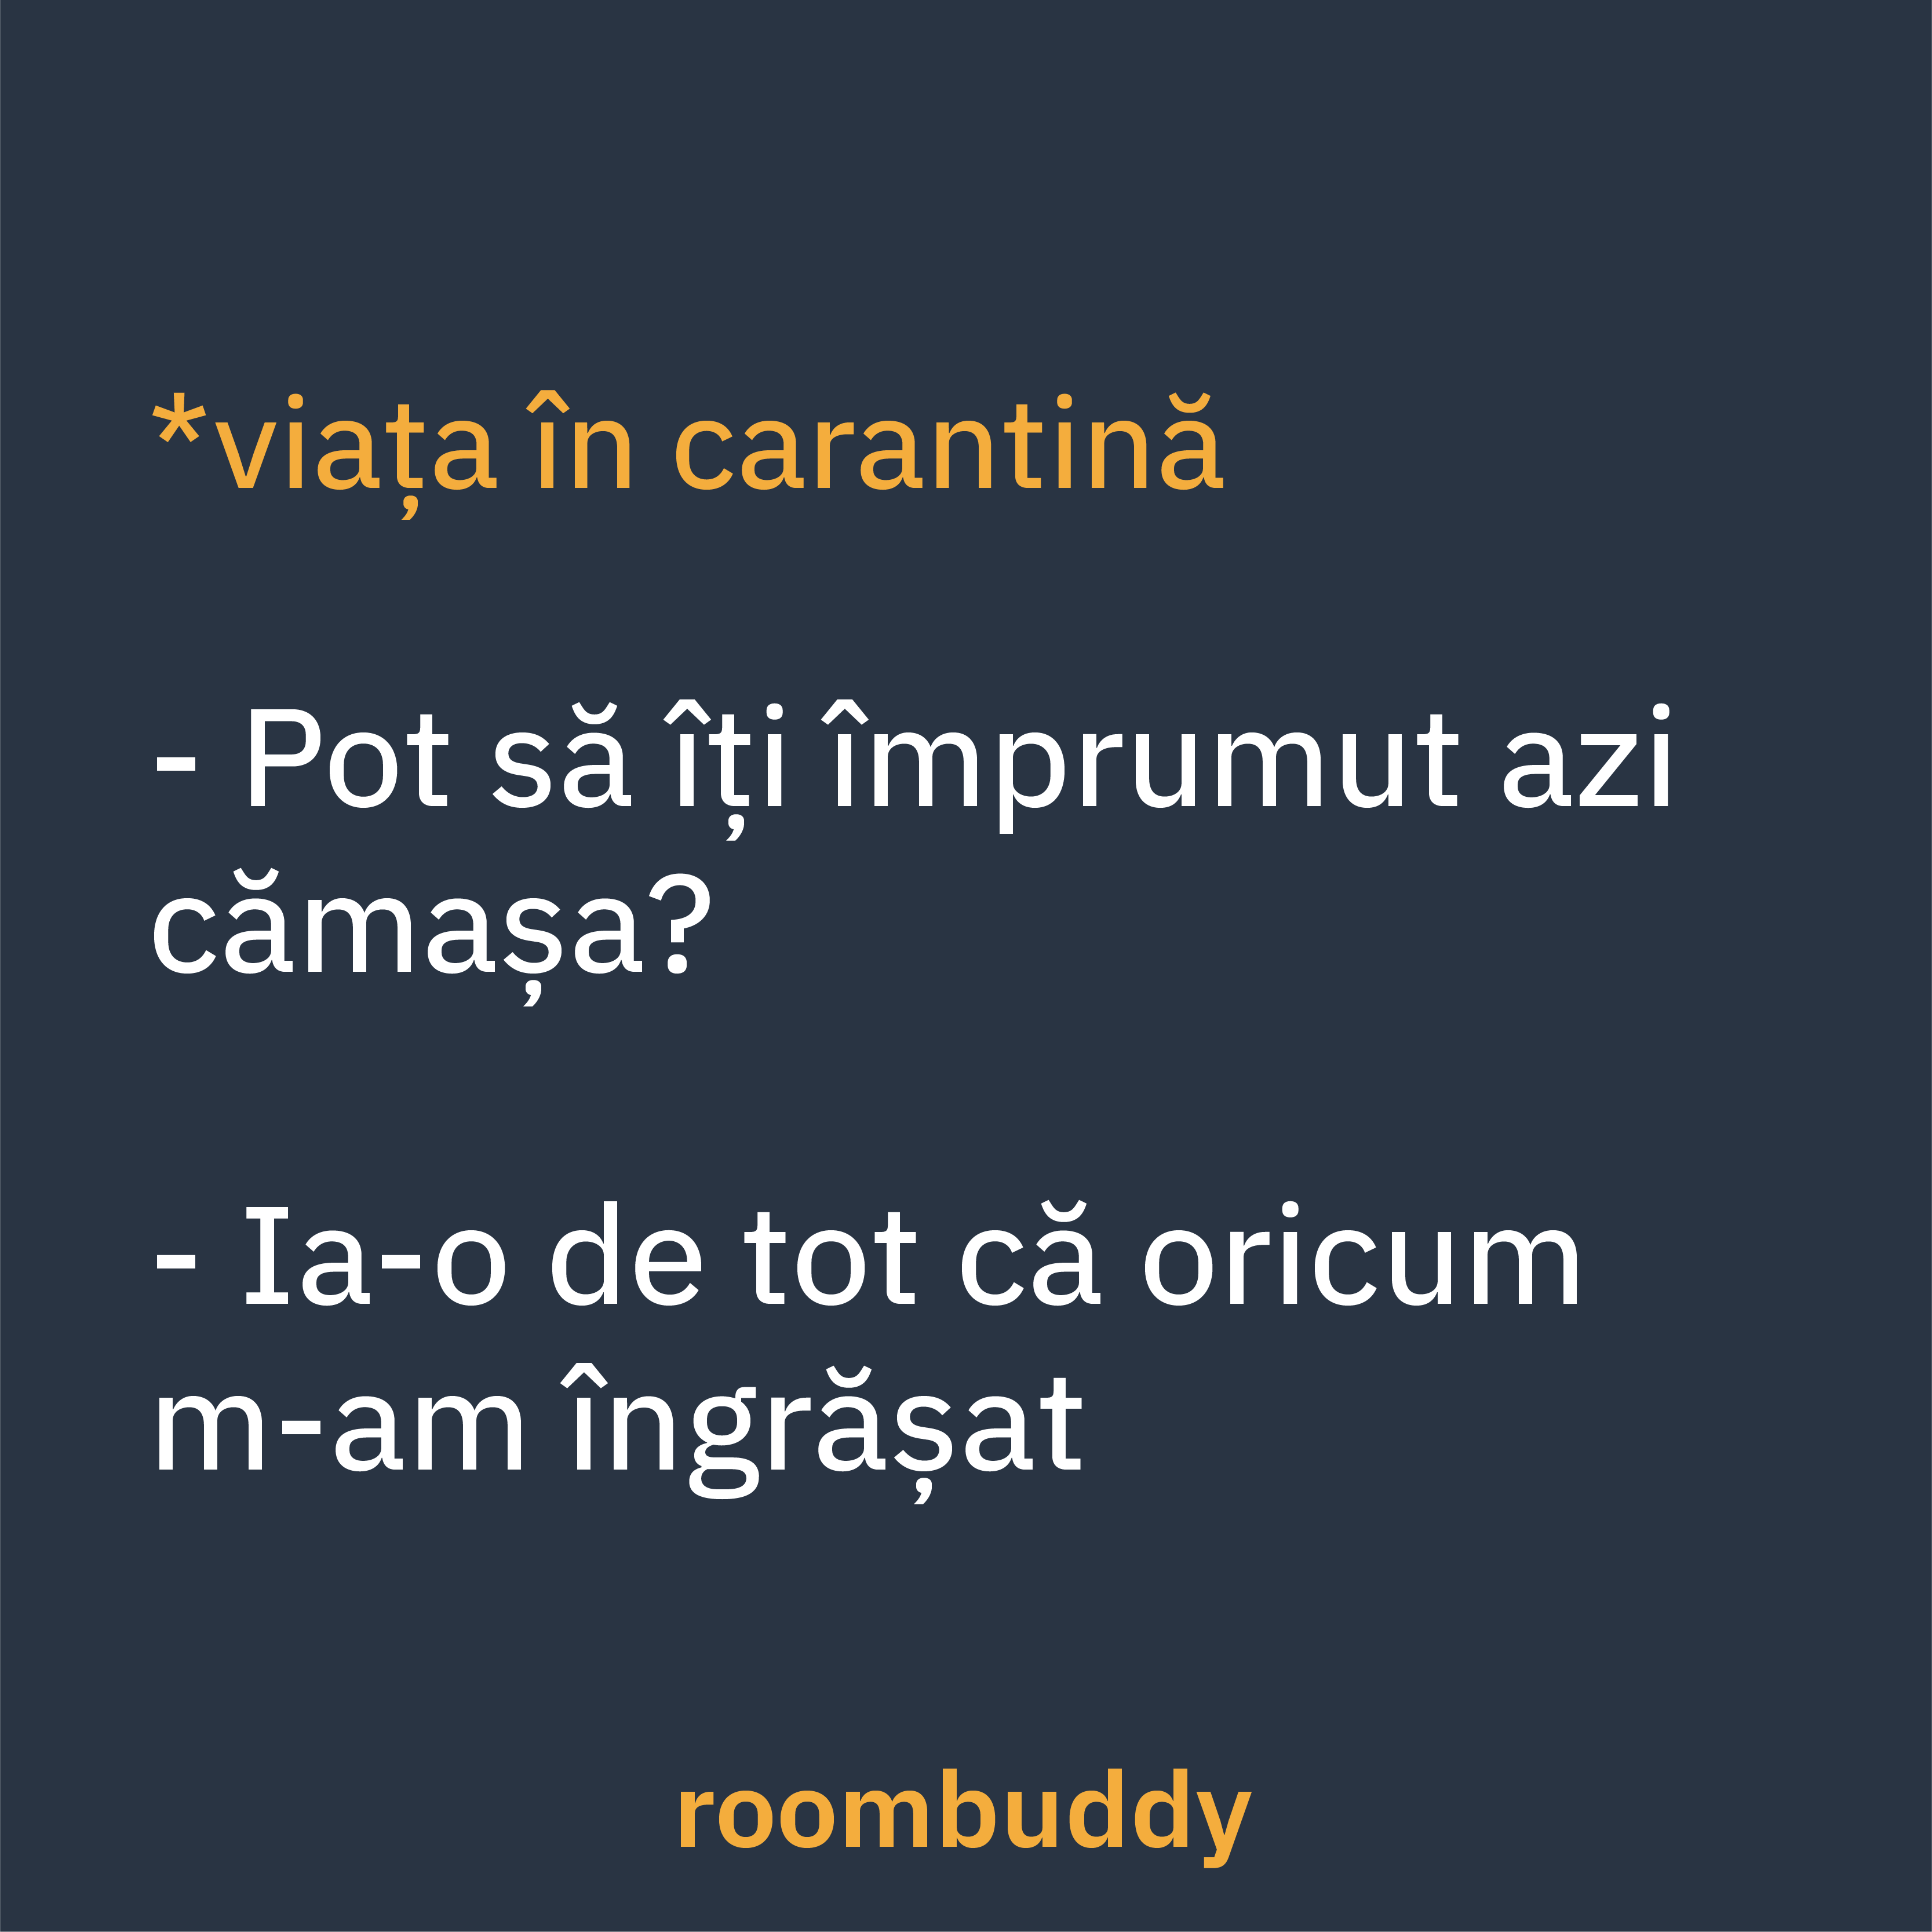 *viața în carantină
- Pot să îți împrumut azi
cămașa?
- Ia-o de tot că oricum
m-am îngrășat
roombuddy